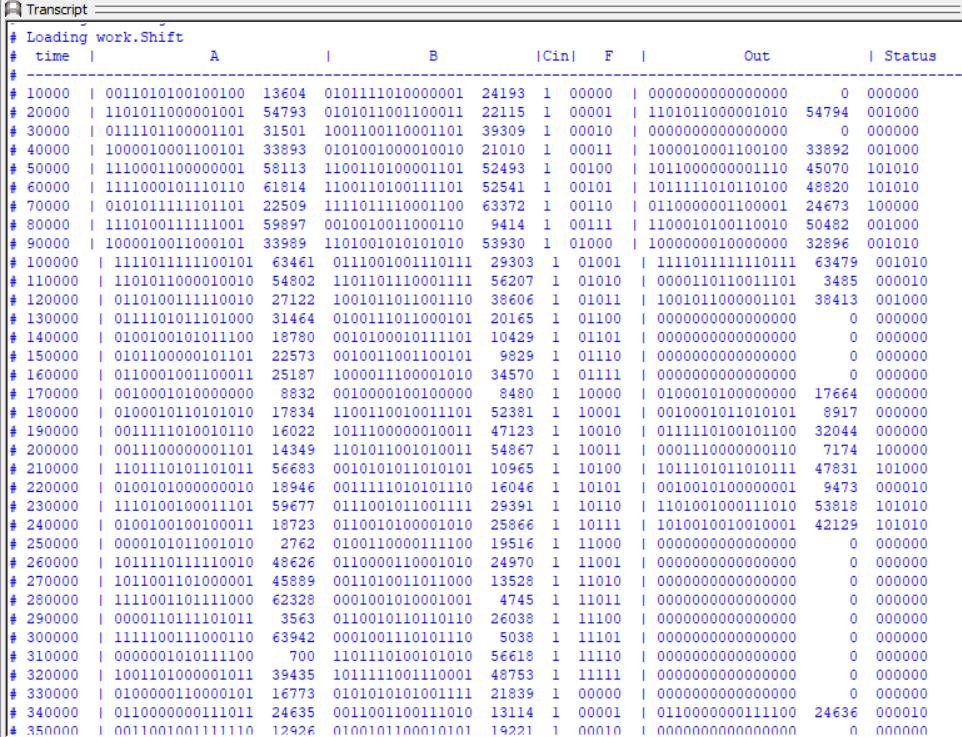 Transcript
# Loading work.Shift
# time | A | B |Cin| F | Out | Status
# ------------------------------------------------------------------------------------------
# 10000 | 0011010100100100 13604 0101111010000001 24193 1 00000 | 0000000000000000 0 000000
# 20000 | 1101011000001001 54793 0101011001100011 22115 1 00001 | 1101011000001010 54794 001000
# 30000 | 0111101100001101 31501 1001100110001101 39309 1 00010 | 0000000000000000 0 000000
# 40000 | 1000010001100101 33893 0101001000010010 21010 1 00011 | 1000010001100100 33892 001000
# 50000 | 1110001100000001 58113 1100110100001101 52493 1 00100 | 1011000000001110 45070 101010
# 60000 | 1111000101110110 61814 1100110100111101 52541 1 00101 | 1011111010110100 48820 101010
# 70000 | 0101011111101101 22509 1111011110001100 63372 1 00110 | 0110000001100001 24673 100000
# 80000 | 1110100111111001 59897 0010010011000110 9414 1 00111 | 1100010100110010 50482 001000
# 90000 | 1000010011000101 33989 1101001010101010 53930 1 01000 | 1000000010000000 32896 001010
# 100000 | 1111011111100101 63461 0111001001110111 29303 1 01001 | 1111011111110111 63479 001010
# 110000 | 1101011000010010 54802 1101101110001111 56207 1 01010 | 0000110110011101 3485 000010
# 120000 | 0110100111110010 27122 1001011011001110 38606 1 01011 | 1001011000001101 38413 001000
# 130000 | 0111101011101000 31464 0100111011000101 20165 1 01100 | 0000000000000000 0 000000
# 140000 | 0100100101011100 18780 0010100010111101 10429 1 01101 | 0000000000000000 0 000000
# 150000 | 0101100000101101 22573 0010011001100101 9829 1 01110 | 0000000000000000 0 000000
# 160000 | 0110001001100011 25187 1000011100001010 34570 1 01111 | 0000000000000000 0 000000
# 170000 | 0010001010000000 8832 0010000100100000 8480 1 10000 | 0100010100000000 17664 000000
# 180000 | 0100010110101010 17834 1100110010011101 52381 1 10001 | 0010001011010101 8917 000000
# 190000 | 0011111010010110 16022 1011100000010011 47123 1 10010 | 0111110100101100 32044 000000
# 200000 | 0011100000001101 14349 1101011001010011 54867 1 10011 | 0001110000000110 7174 100000
# 210000 | 1101110101101011 56683 0010101011010101 10965 1 10100 | 1011101011010111 47831 101000
# 220000 | 0100101000000010 18946 0011111010101110 16046 1 10101 | 0010010100000001 9473 000010
# 230000 | 1110100100011101 59677 0111001011001111 29391 1 10110 | 1101001000111010 53818 101010
# 240000 | 0100100100100011 18723 0110010100001010 25866 1 10111 | 1010010010010001 42129 101010
# 250000 | 0000101011001010 2762 0100110000111100 19516 1 11000 | 0000000000000000 0 000000
# 260000 | 1011110111110010 48626 0110000110001010 24970 1 11001 | 0000000000000000 0 000000
# 270000 | 1011001101000001 45889 0011010011011000 13528 1 11010 | 0000000000000000 0 000000
# 280000 | 1111001101111000 62328 0001001010001001 4745 1 11011 | 0000000000000000 0 000000
# 290000 | 0000110111101011 3563 0110010110110110 26038 1 11100 | 0000000000000000 0 000000
# 300000 | 1111100111000110 63942 0001001110101110 5038 1 11101 | 0000000000000000 0 000000
# 310000 | 0000001010111100 700 1101110100101010 56618 1 11110 | 0000000000000000 0 000000
# 320000 | 1001101000001011 39435 1011111001110001 48753 1 11111 | 0000000000000000 0 000000
# 330000 | 0100000110000101 16773 0101010101001111 21839 1 00000 | 0000000000000000 0 000000
# 340000 | 0110000000111011 24635 0011001100111010 13114 1 00001 | 0110000000111100 24636 000010
# 350000 | 0011001001111110 12926 0100101100010101 19221 1 00010 | 0000000000000000 0 000000